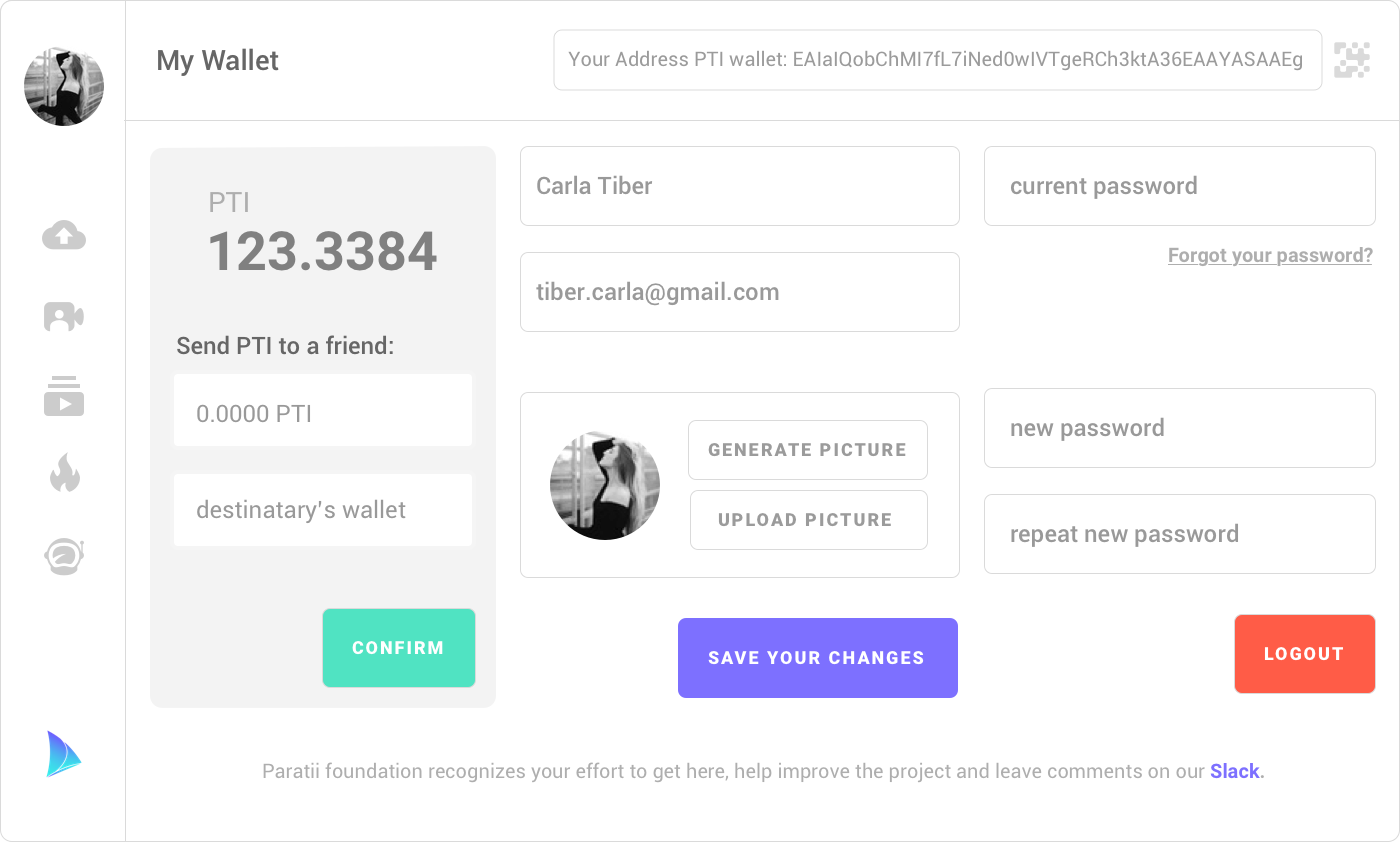 My Wallet
Your Address PTI wallet: EAIaIQobChMI7fL7iNed0wIVTgeRCh3ktA36EAAYASAAEg
PTI
123.3384
Send PTI to a friend:
0.0000 PTI
destinatary's wallet
CONFIRM
Carla Tiber
tiber.carla@gmail.com
GENERATE PICTURE
UPLOAD PICTURE
SAVE YOUR CHANGES
current password
Forgot your password?
new password
repeat new password
LOGOUT
Paratii foundation recognizes your effort to get here, help improve the project and leave comments on our Slack.